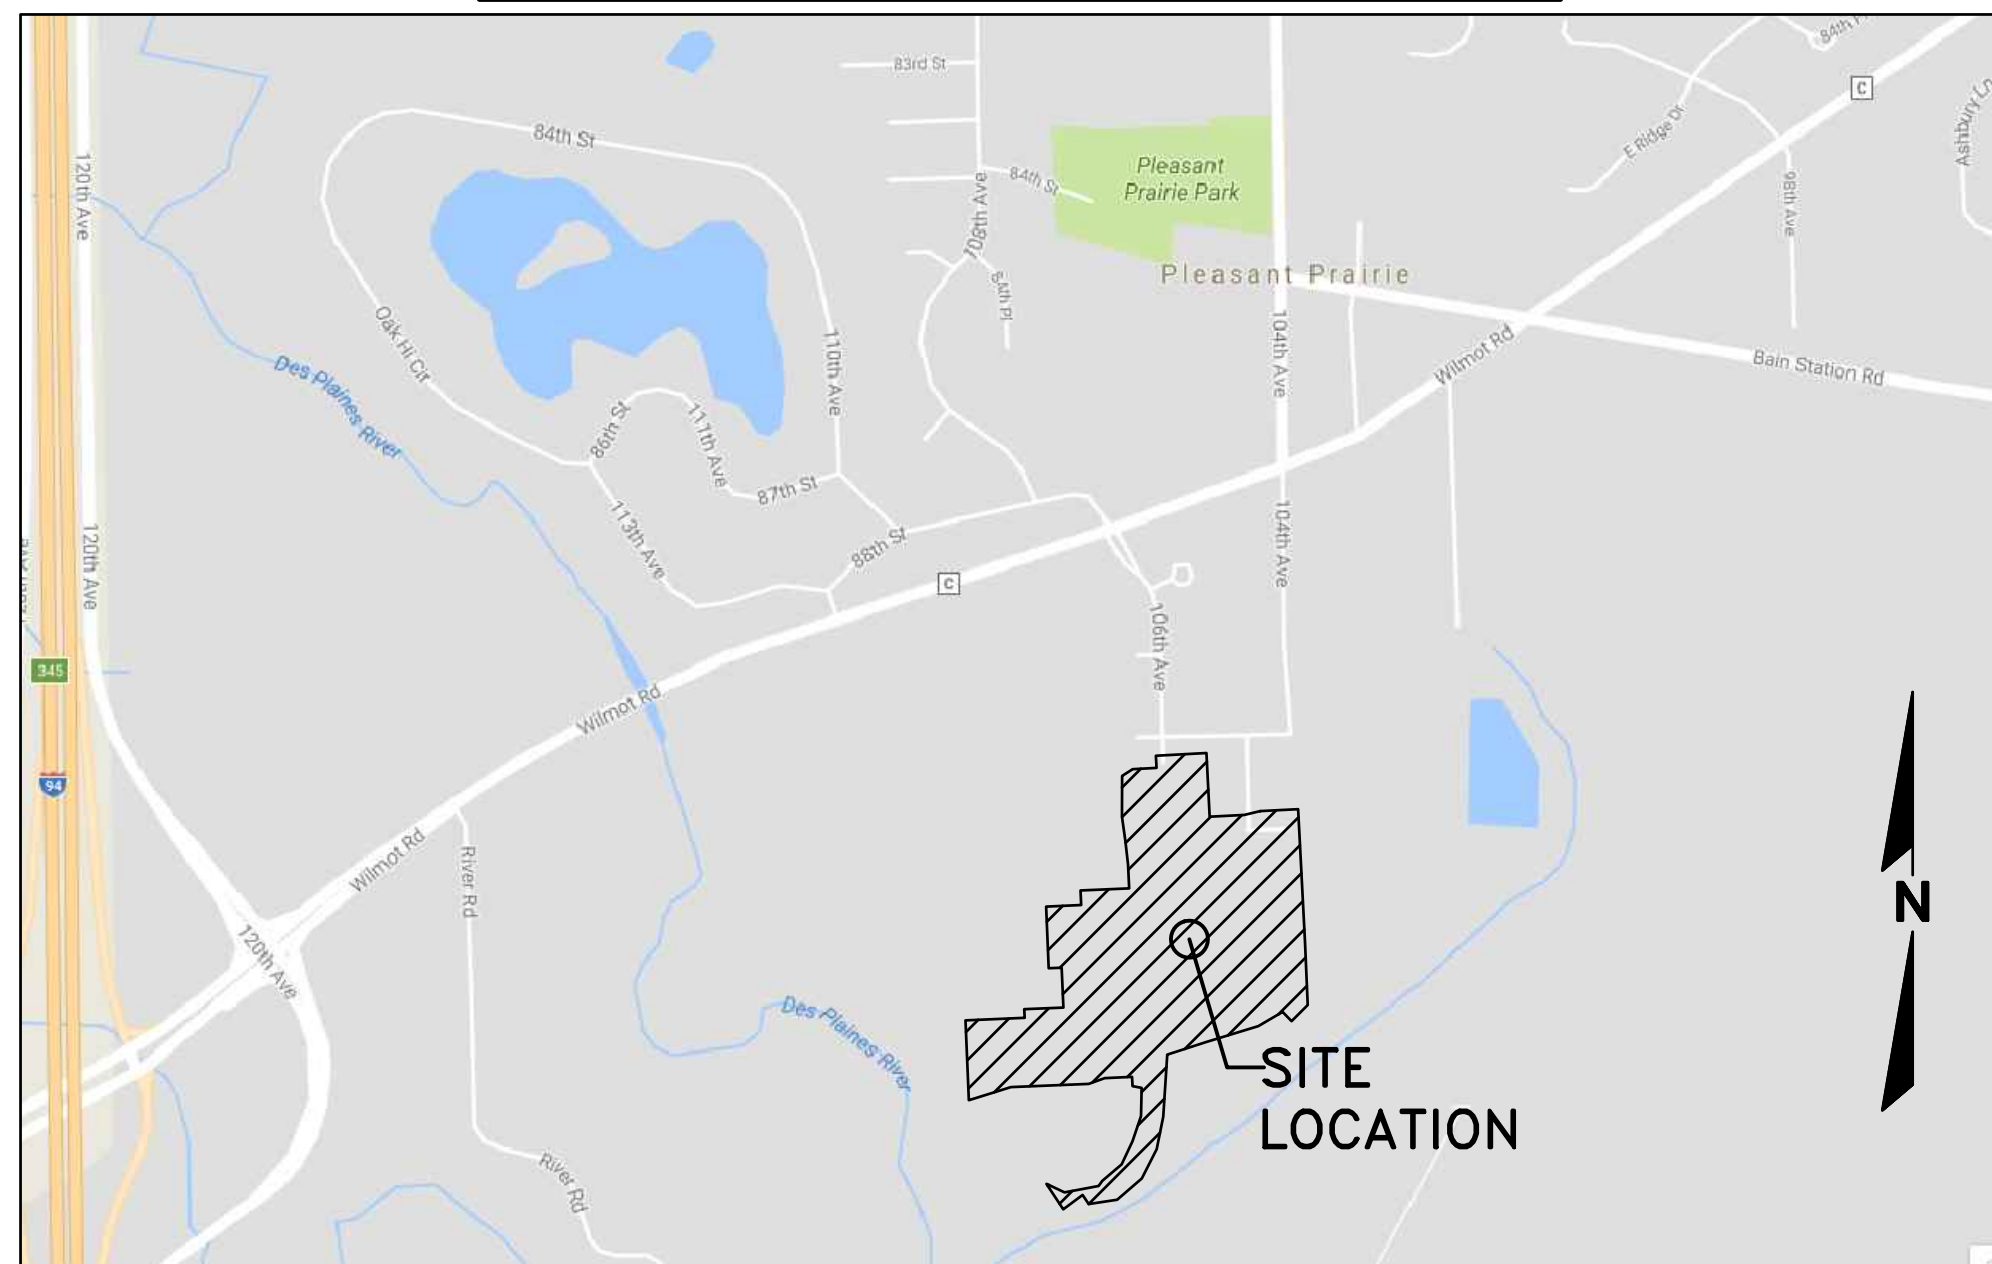 84th
C
83rd St
84th St
Pleasant
Prairie Park
84th St
E Ridge Dr
Ashbury Ln
120th Ave
108th Ave
98th Ave
Pleasant Prairie
84th Pl
Oak Hi Cir
110th Ave
104th Ave
Wilmot Rd
Bain Station Rd
Des Plaines River
86th St
111th Ave
87th St
113th Ave
88th St
104th Ave
120th Ave
C
106th Ave
345
Wilmot Rd
94
Wilmot Rd
River Rd
120th Ave
N
Des Plaines River
SITE
LOCATION
River Rd